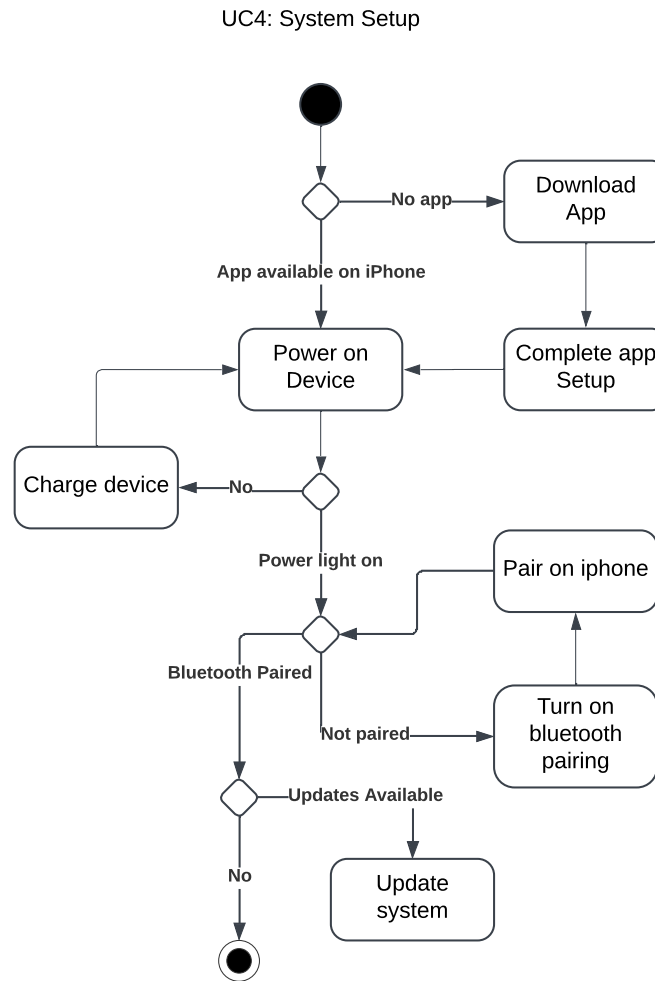 UC4: System Setup
No app
Download
App
App available on iPhone
Power on
Device
Complete app
Setup
Charge device
No
Power light on
Pair on iphone
Bluetooth Paired
Not paired
Turn on
bluetooth
pairing
Updates Available
No
Update
system